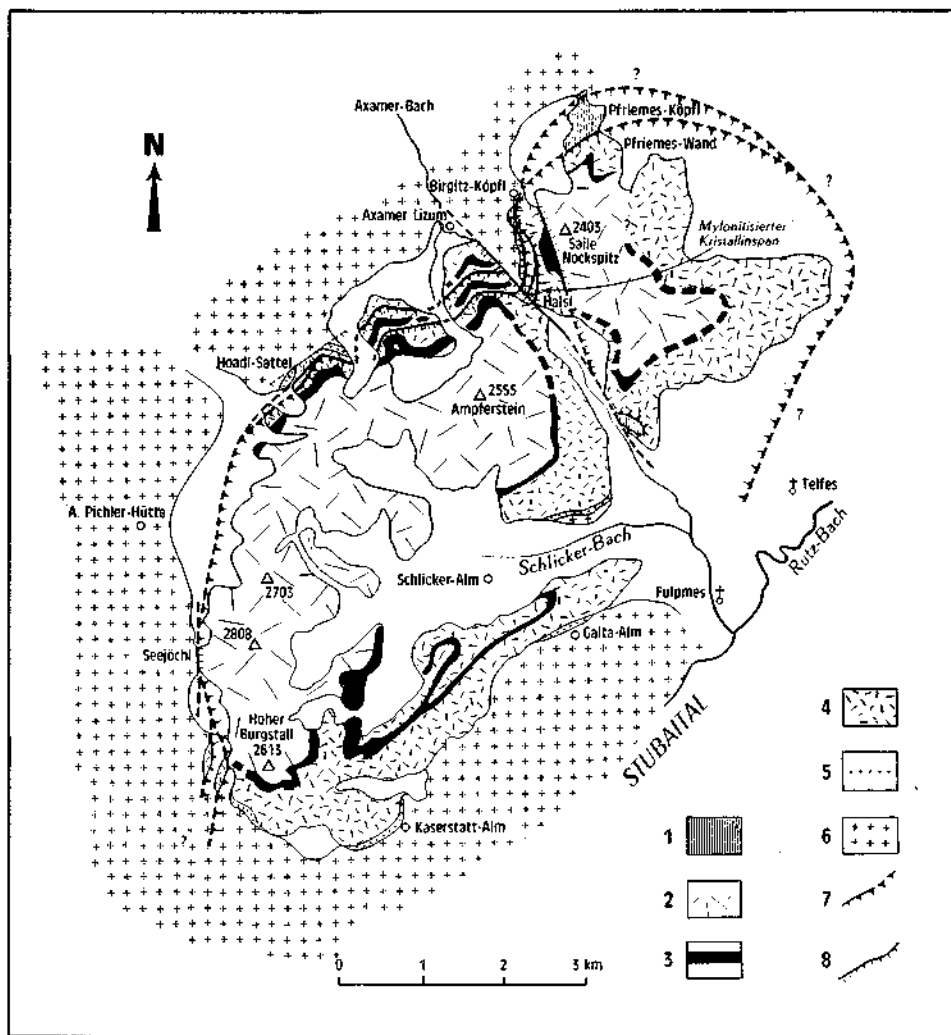 ?
Pfriemes-Köpfl
Axamer-Bach
N
Pfriemes-Wand
Birgitz-Köpfl
?
Axamer Lizum
2403
Saile
Nockspitz
Mylonitisierter
Kristallinspan
Halsl
Hoadl-Sattel
2555
Ampferstein
?
Telfes
A. Pichler-Hütte
Schlicker-Bach
Rutz-Bach
Schlicker-Alm
2703
Fulpmes
2808
Galta-Alm
Seejöchl
STUBAITAL
Hoher
Burgstall
2613
Kaserstatt-Alm
?
4
5
1
6
2
7
3
8
0 1 2 3 km